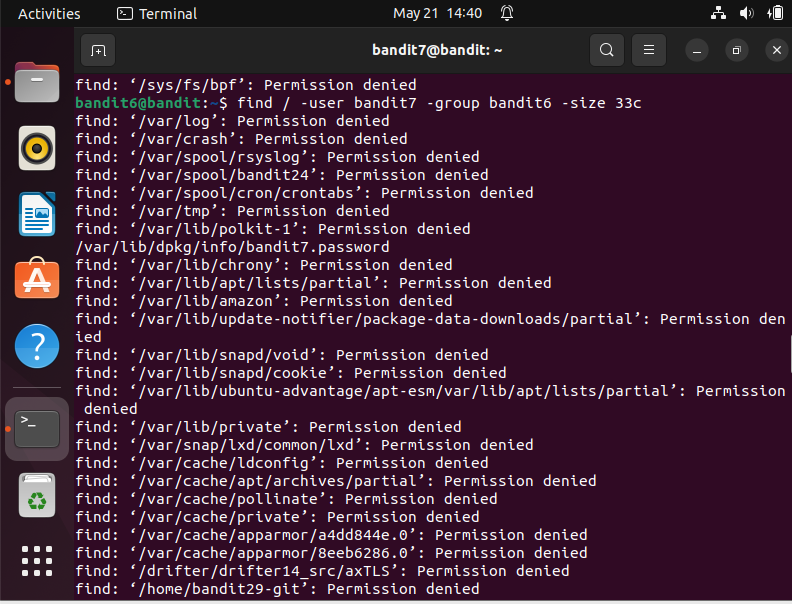 Activities
Terminal
May 21 14:40
bandit7@bandit: ~
find: ‘/sys/fs/bpf’: Permission denied
bandit6@bandit:~$ find / -user bandit7 -group bandit6 -size 33c
find: ‘/var/log’: Permission denied
find: ‘/var/crash’: Permission denied
find: ‘/var/spool/rsyslog’: Permission denied
find: ‘/var/spool/bandit24’: Permission denied
find: ‘/var/spool/cron/crontabs’: Permission denied
find: ‘/var/tmp’: Permission denied
find: ‘/var/lib/polkit-1’: Permission denied
/var/lib/dpkg/info/bandit7.password
find: ‘/var/lib/chrony’: Permission denied
find: ‘/var/lib/apt/lists/partial’: Permission denied
find: ‘/var/lib/amazon’: Permission denied
find: ‘/var/lib/update-notifier/package-data-downloads/partial’: Permission den
ied
find: ‘/var/lib/snapd/void’: Permission denied
find: ‘/var/lib/snapd/cookie’: Permission denied
find: ‘/var/lib/ubuntu-advantage/apt-esm/var/lib/apt/lists/partial’: Permission
 denied
find: ‘/var/lib/private’: Permission denied
find: ‘/var/snap/lxd/common/lxd’: Permission denied
find: ‘/var/cache/ldconfig’: Permission denied
find: ‘/var/cache/apt/archives/partial’: Permission denied
find: ‘/var/cache/pollinate’: Permission denied
find: ‘/var/cache/private’: Permission denied
find: ‘/var/cache/apparmor/a4dd844e.0’: Permission denied
find: ‘/var/cache/apparmor/8eeb6286.0’: Permission denied
find: ‘/drifter/drifter14_src/axTLS’: Permission denied
find: ‘/home/bandit29-git’: Permission denied